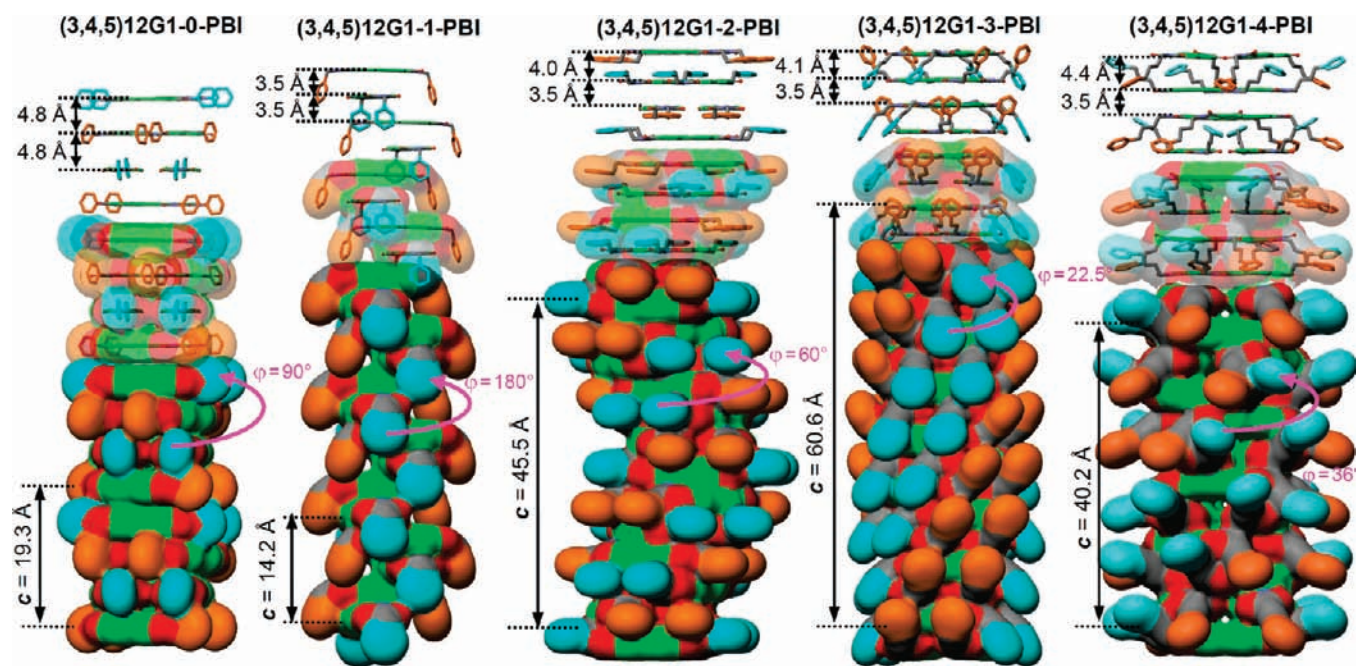 (3,4,5)12G1-0-PBI
4.8 Å
4.8 Å
φ=90°
c = 19.3 Å
(3,4,5)12G1-1-PBI
3.5 Å
3.5 Å
φ=180°
c = 14.2 Å
(3,4,5)12G1-2-PBI
4.0 Å
3.5 Å
φ=60°
c = 45.5 Å
(3,4,5)12G1-3-PBI
4.1 Å
3.5 Å
φ=22.5°
c = 60.6 Å
(3,4,5)12G1-4-PBI
4.4 Å
3.5 Å
φ=36°
c = 40.2 Å